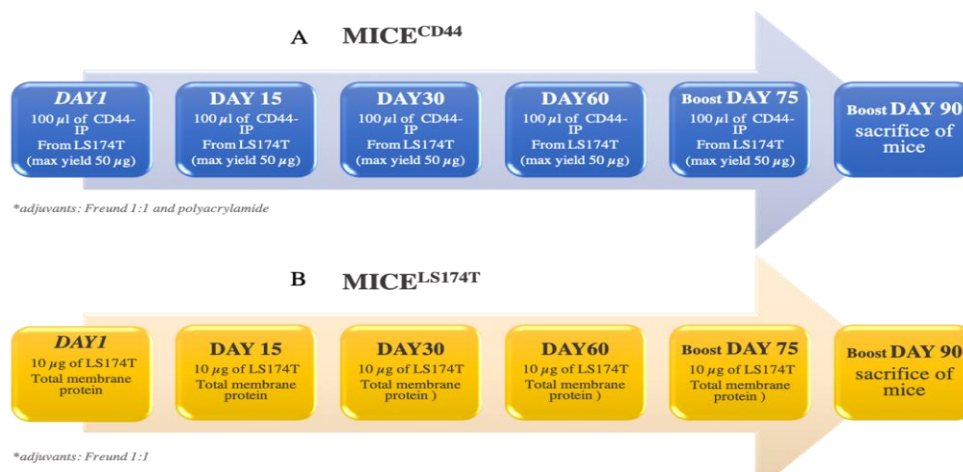 A MICE^CD44
DAY1
100 µl of CD44-
IP
From LS174T
(max yield 50 µg)
DAY 15
100 µl of CD44-
IP
From LS174T
(max yield 50 µg)
DAY30
100 µl of CD44-
IP
From LS174T
(max yield 50 µg)
DAY60
100 µl of CD44-
IP
From LS174T
(max yield 50 µg)
Boost DAY 75
100 µl of CD44-
IP
From LS174T
(max yield 50 µg)
Boost DAY 90
sacrifice of
mice
*adjuvants: Freund 1:1 and polyacrylamide
B MICE^LS174T
DAY1
10 µg of LS174T
Total membrane
protein
DAY 15
10 µg of LS174T
Total membrane
protein
DAY30
10 µg of LS174T
Total membrane
protein )
DAY60
10 µg of LS174T
Total membrane
protein )
Boost DAY 75
10 µg of LS174T
Total membrane
protein )
Boost DAY 90
sacrifice of
mice
*adjuvants: Freund 1:1